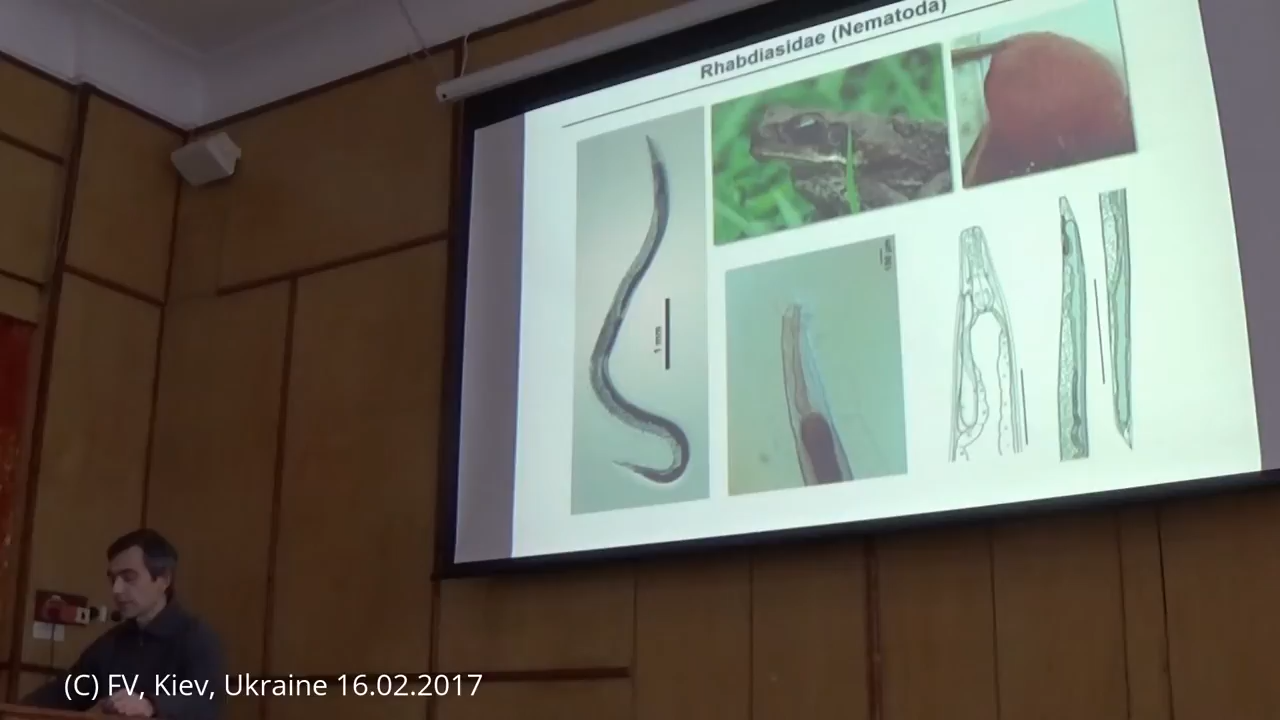 Rhabdiasidae (Nematoda)
1 mm
(C) FV, Kiev, Ukraine 16.02.2017